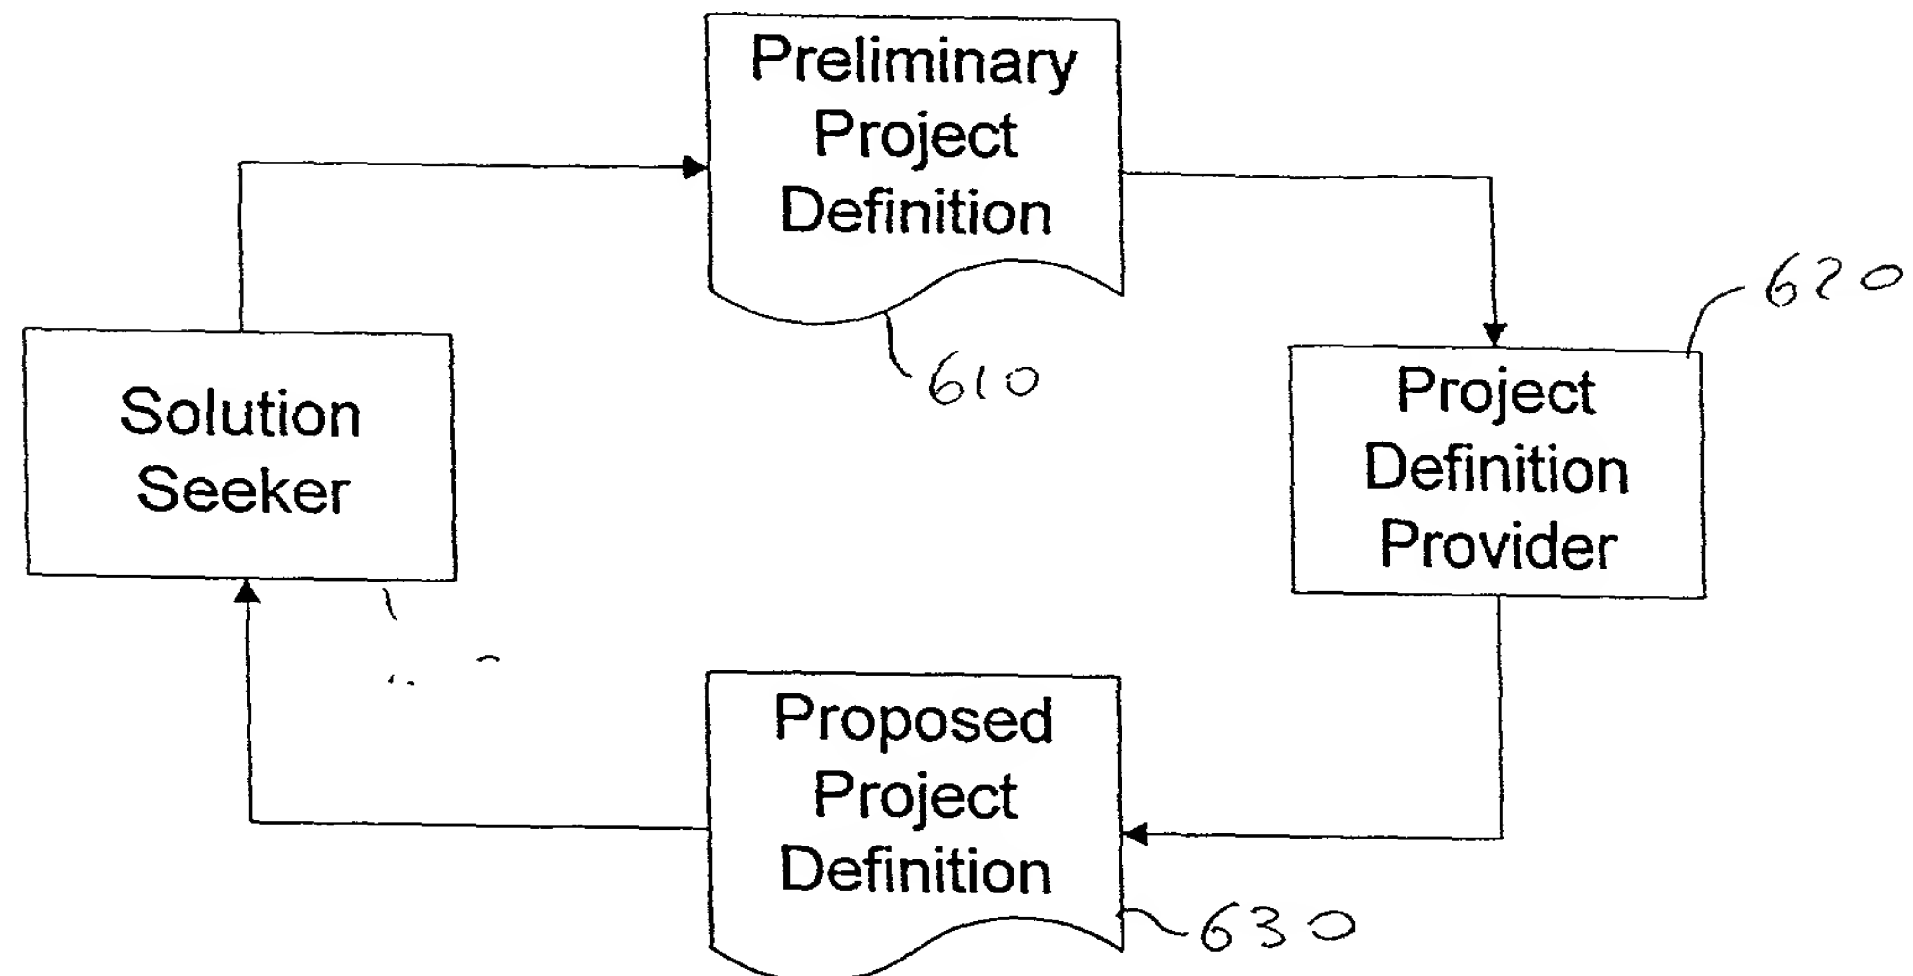 Preliminary
Project
Definition
610
620
Solution
Seeker
Project
Definition
Provider
Proposed
Project
Definition
630